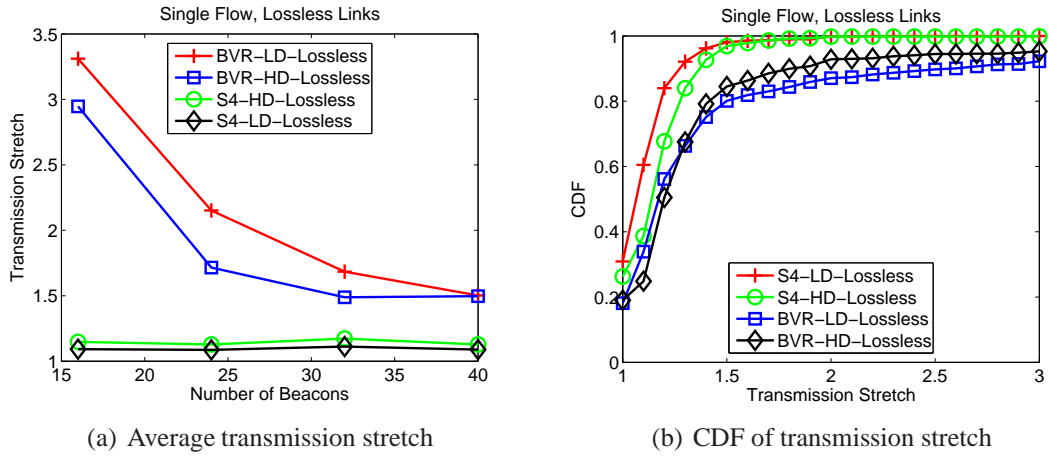 Single Flow, Lossless Links
3.5
3
2.5
2
1.5
1
15
20
25
30
35
40
Transmission Stretch
Number of Beacons
BVR−LD−Lossless
BVR−HD−Lossless
S4−HD−Lossless
S4−LD−Lossless
(a) Average transmission stretch
Single Flow, Lossless Links
1
0.8
0.6
0.4
0.2
0
1
1.5
2
2.5
3
CDF
Transmission Stretch
S4−LD−Lossless
S4−HD−Lossless
BVR−LD−Lossless
BVR−HD−Lossless
(b) CDF of transmission stretch